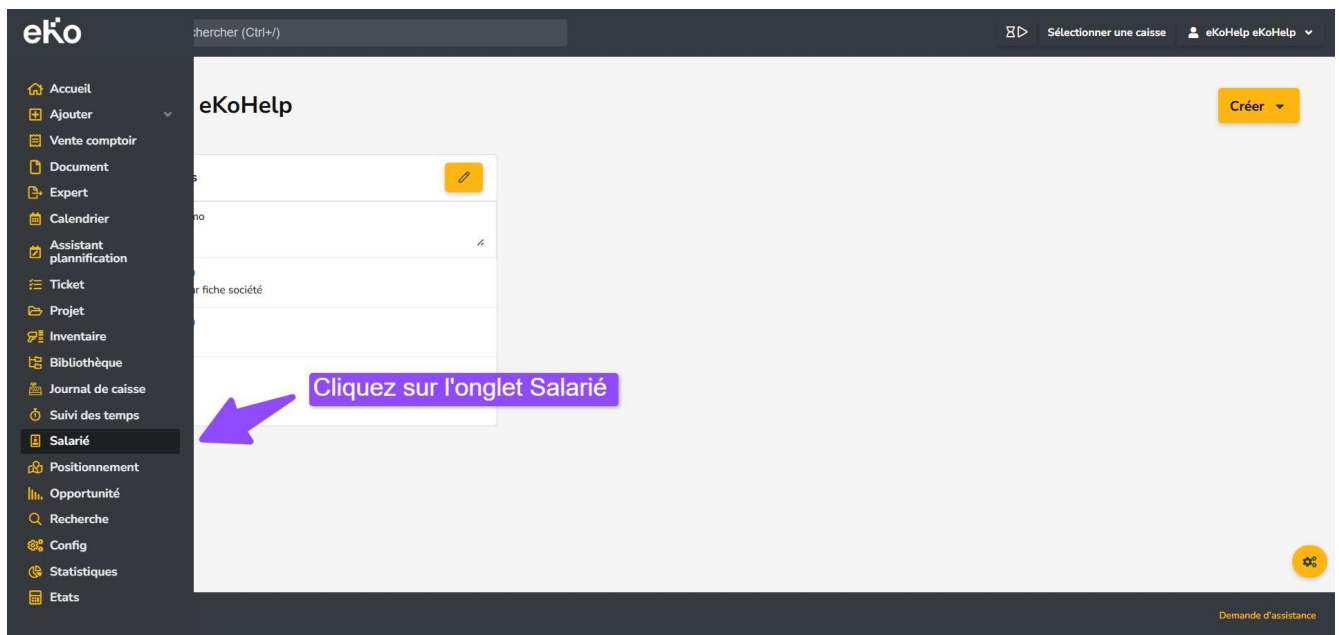 eKo
chercher (Ctrl+/)
Sélectionner une caisse
eKoHelp eKoHelp
Accueil
Ajouter
Vente comptoir
Document
Expert
Calendrier
Assistant
plannification
Ticket
Projet
Inventaire
Bibliothèque
Journal de caisse
Suivi des temps
Salarié
Positionnement
Opportunité
Recherche
Config
Statistiques
Etats
eKoHelp
Créer
s
no
r fiche société
Cliquez sur l'onglet Salarié
Demande d'assistance